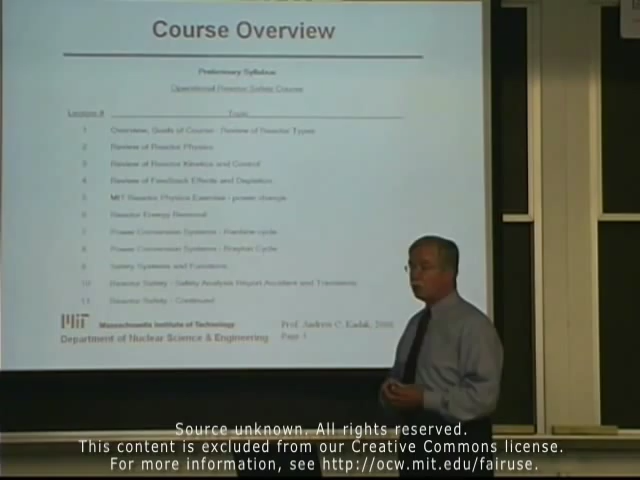 Course Overview
Preliminary Syllabus
Operational Reactor Safety Course
Lecture # Topic
1 Overview, Goals of Course - Review of Reactor Types
2 Review of Reactor Physics
3 Review of Reactor Kinetics and Control
4 Review of Feedback Effects and Depletion
5 MIT Reactor Physics Exercise - power change
6 Reactor Energy Removal
7 Power Conversion Systems - Rankine cycle
8 Power Conversion Systems - Brayton Cycle
9 Safety Systems and Functions
10 Reactor Safety - Safety Analysis Report Accident and Transients
11 Reactor Safety - Continued
MIT Massachusetts Institute of Technology
Department of Nuclear Science & Engineering
Prof. Andrew C. Kadak, 2008
Page 1
Source unknown. All rights reserved.
This content is excluded from our Creative Commons license.
For more information, see http://ocw.mit.edu/fairuse.